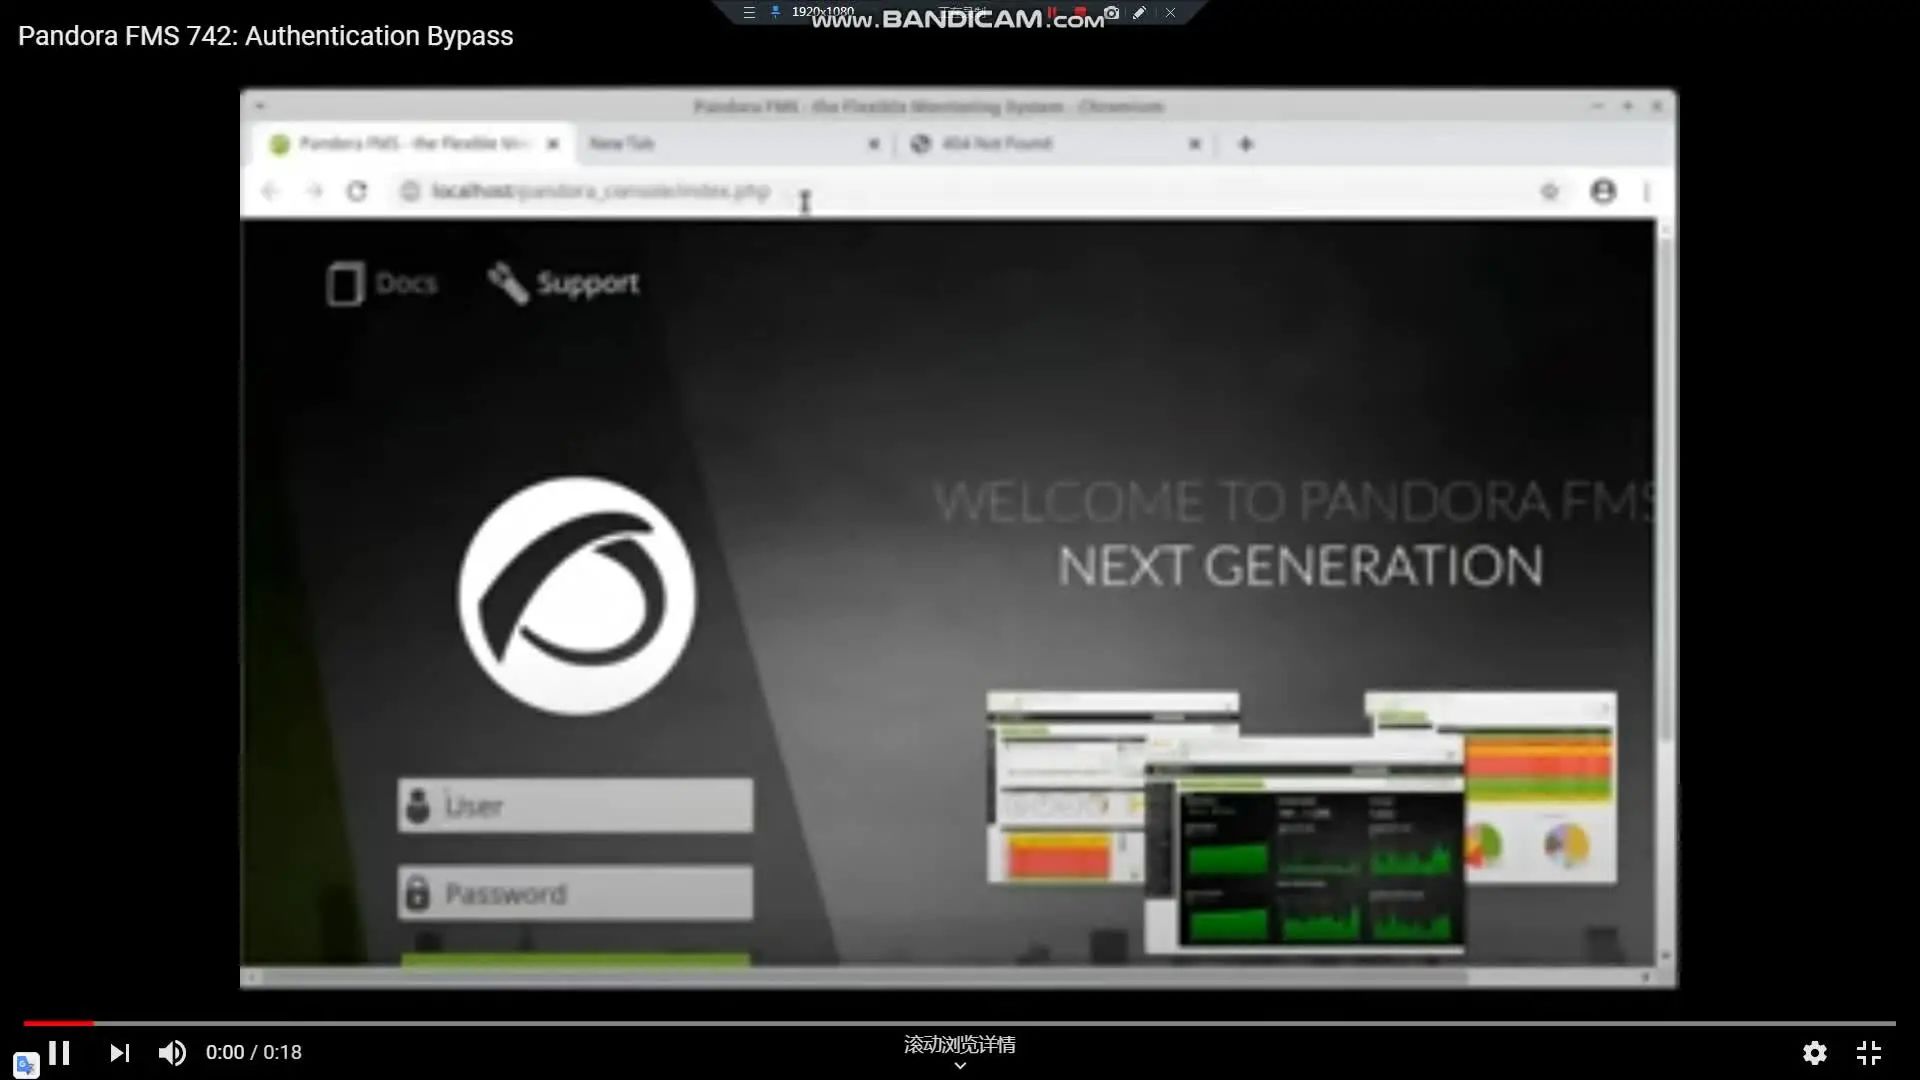 1920x1080
www.BANDICAM.com
Pandora FMS 742: Authentication Bypass
Pandora FMS - the Flexible Monitoring System - Chromium
Pandora FMS - the Flexible Mon
New Tab
404 Not Found
localhost/pandora_console/index.php
Docs
Support
WELCOME TO PANDORA FMS
NEXT GENERATION
User
Password
0:00 / 0:18
滚动浏览详情